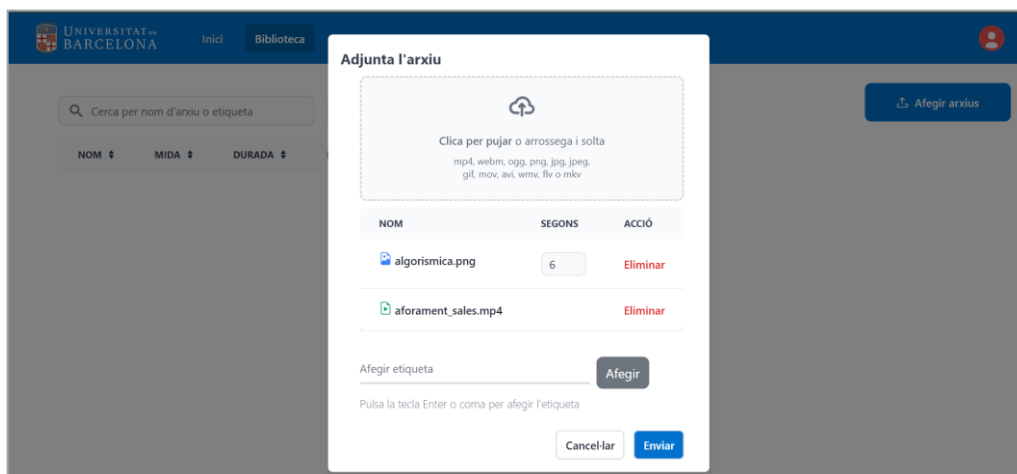 UNIVERSITAT DE
BARCELONA
Inici
Biblioteca
Adjunta l'arxiu
Cerca per nom d'arxiu o etiqueta
Afegir arxius
Clica per pujar o arrossega i solta
mp4, webm, ogg, png, jpg, jpeg,
gif, mov, avi, wmv, flv o mkv
NOM MIDA DURADA
NOM SEGONS ACCIÓ
algorismica.png 6 Eliminar
aforament_sales.mp4 Eliminar
Afegir etiqueta Afegir
Pulsa la tecla Enter o coma per afegir l'etiqueta
Cancel·lar Enviar